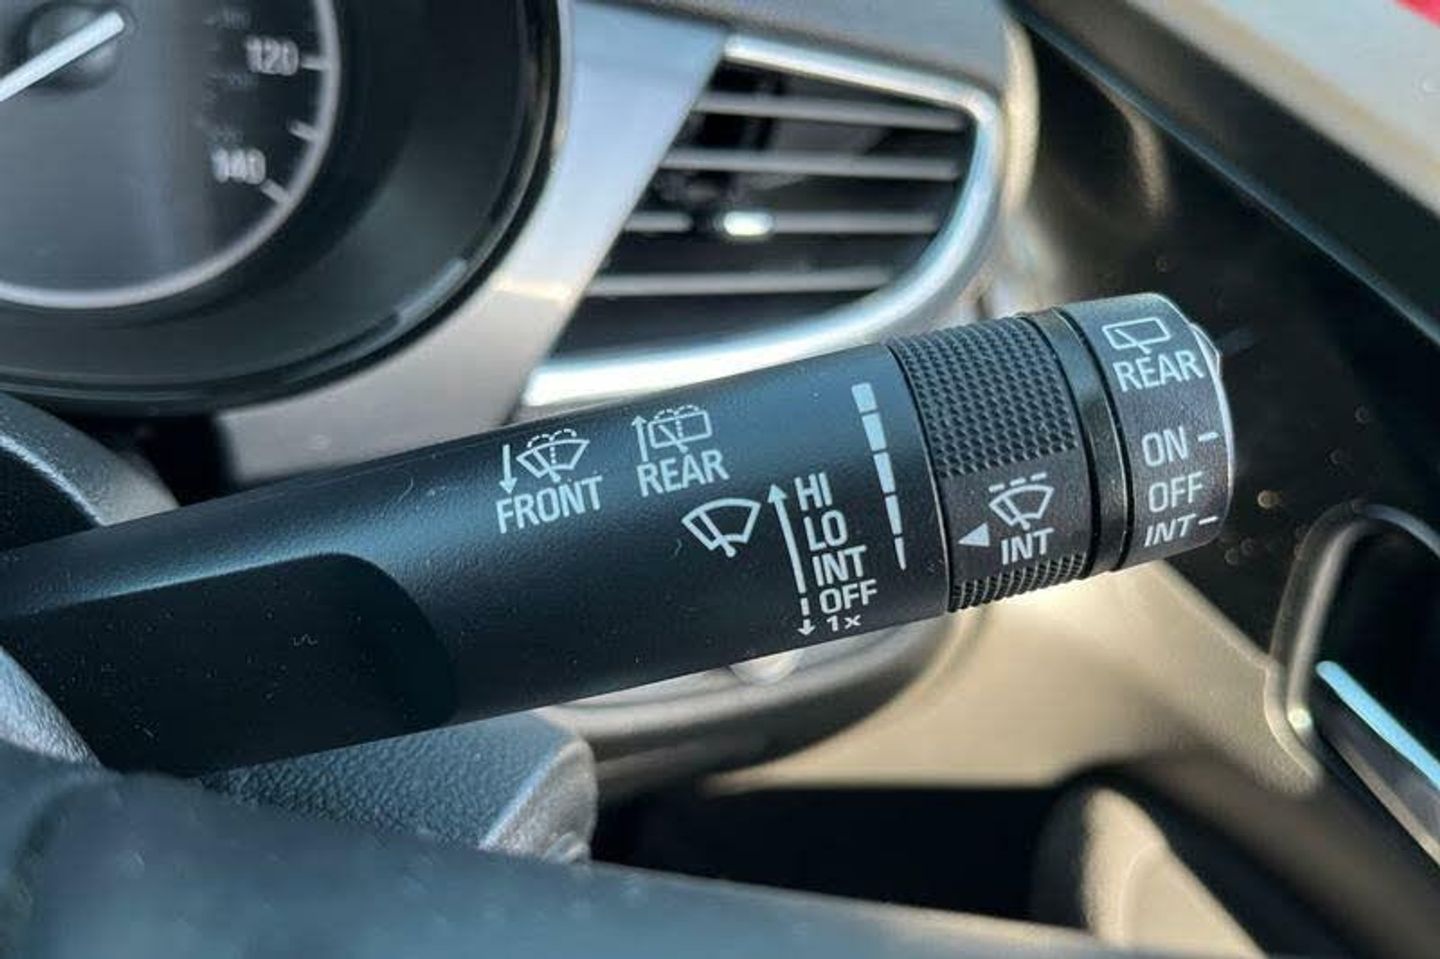 120
140
FRONT
REAR
HI
LO
INT
OFF
1x
INT
REAR
ON
OFF
INT